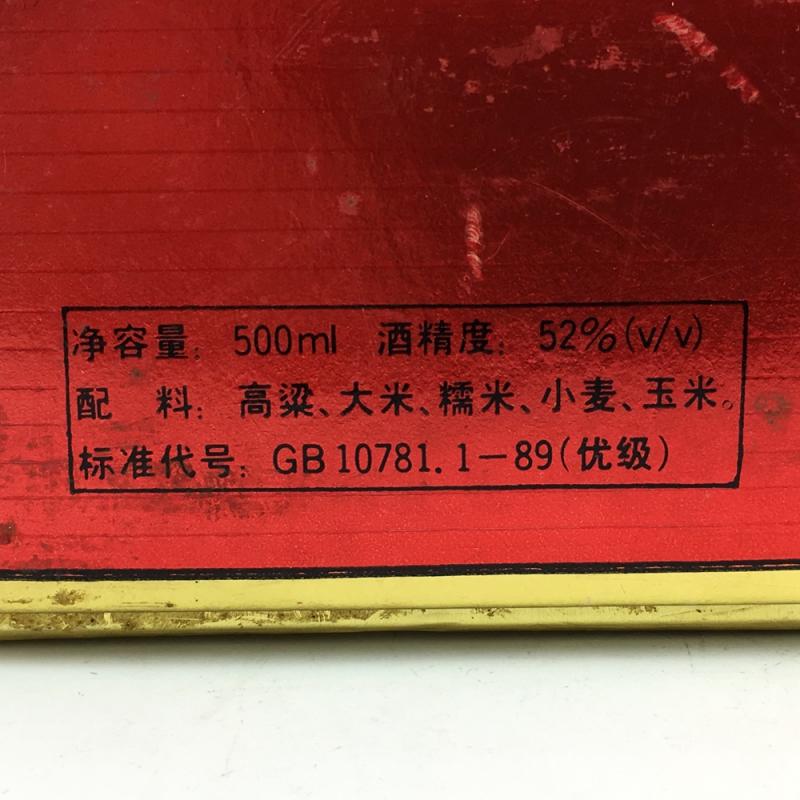 净容量: 500ml 酒精度: 52%(v/v)
配 料: 高粱、大米、糯米、小麦、玉米。
标准代号: GB 10781.1-89(优级)